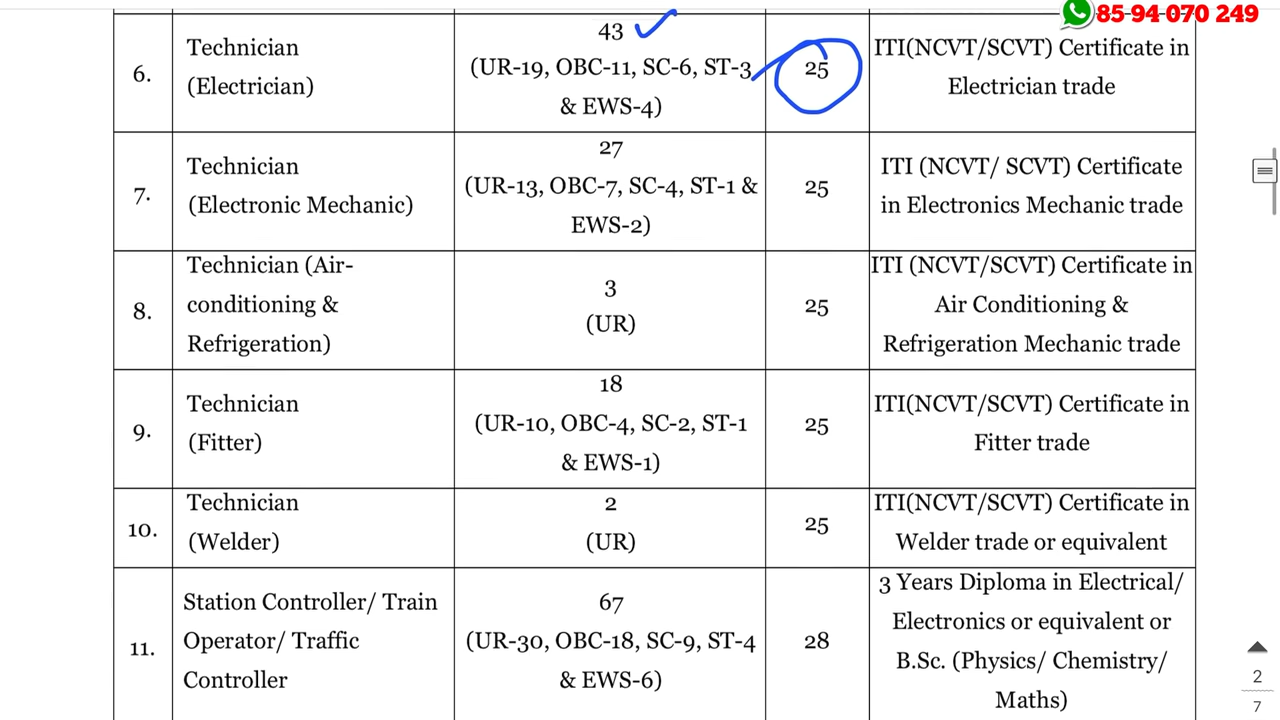 85 94 070 249
6.
Technician
(Electrician)
43
(UR-19, OBC-11, SC-6, ST-3
& EWS-4)
25
ITI(NCVT/SCVT) Certificate in
Electrician trade
7.
Technician
(Electronic Mechanic)
27
(UR-13, OBC-7, SC-4, ST-1 &
EWS-2)
25
ITI (NCVT/ SCVT) Certificate
in Electronics Mechanic trade
8.
Technician (Air-
conditioning &
Refrigeration)
3
(UR)
25
ITI (NCVT/SCVT) Certificate in
Air Conditioning &
Refrigeration Mechanic trade
9.
Technician
(Fitter)
18
(UR-10, OBC-4, SC-2, ST-1
& EWS-1)
25
ITI(NCVT/SCVT) Certificate in
Fitter trade
10.
Technician
(Welder)
2
(UR)
25
ITI(NCVT/SCVT) Certificate in
Welder trade or equivalent
11.
Station Controller/ Train
Operator/ Traffic
Controller
67
(UR-30, OBC-18, SC-9, ST-4
& EWS-6)
28
3 Years Diploma in Electrical/
Electronics or equivalent or
B.Sc. (Physics/ Chemistry/
Maths)
2
7